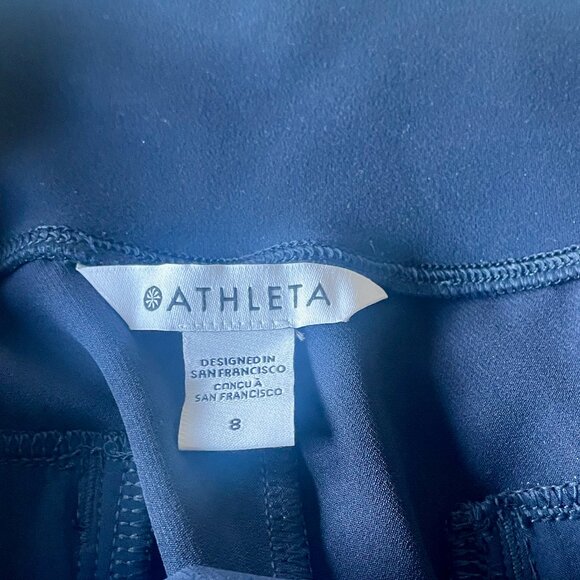 ATHLETA
DESIGNED IN
SAN FRANCISCO
CONÇU À
SAN FRANCISCO
8